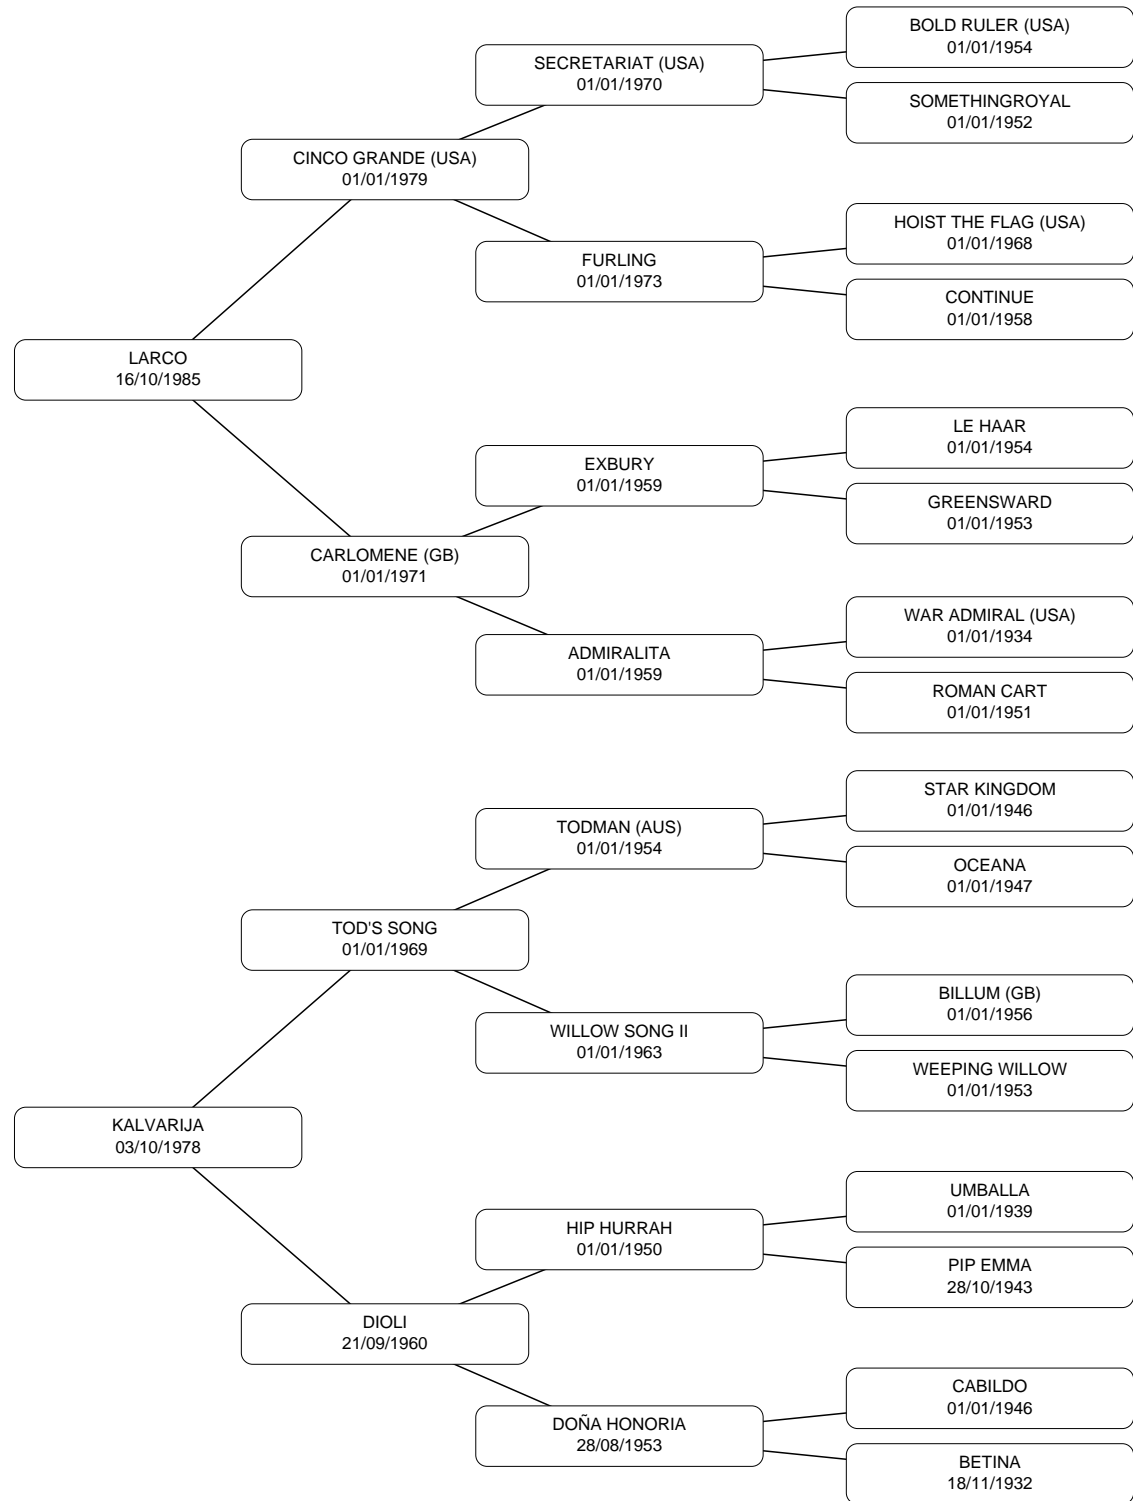 BOLD RULER (USA)
01/01/1954
SECRETARIAT (USA)
01/01/1970
SOMETHINGROYAL
01/01/1952
CINCO GRANDE (USA)
01/01/1979
HOIST THE FLAG (USA)
01/01/1968
FURLING
01/01/1973
CONTINUE
01/01/1958
LARCO
16/10/1985
LE HAAR
01/01/1954
EXBURY
01/01/1959
GREENSWARD
01/01/1953
CARLOMENE (GB)
01/01/1971
WAR ADMIRAL (USA)
01/01/1934
ADMIRALITA
01/01/1959
ROMAN CART
01/01/1951
STAR KINGDOM
01/01/1946
TODMAN (AUS)
01/01/1954
OCEANA
01/01/1947
TOD'S SONG
01/01/1969
BILLUM (GB)
01/01/1956
WILLOW SONG II
01/01/1963
WEEPING WILLOW
01/01/1953
KALVARIJA
03/10/1978
UMBALLA
01/01/1939
HIP HURRAH
01/01/1950
PIP EMMA
28/10/1943
DIOLI
21/09/1960
CABILDO
01/01/1946
DOÑA HONORIA
28/08/1953
BETINA
18/11/1932